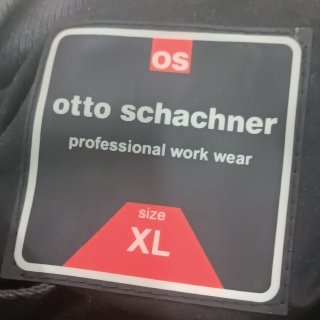 os
otto schachner
professional work wear
size
XL